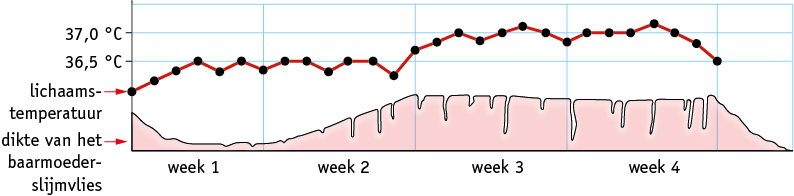 37,0 °C
36,5 °C
lichaams-
temperatuur
dikte van het
baarmoeder-
slijmvlies
week 1
week 2
week 3
week 4